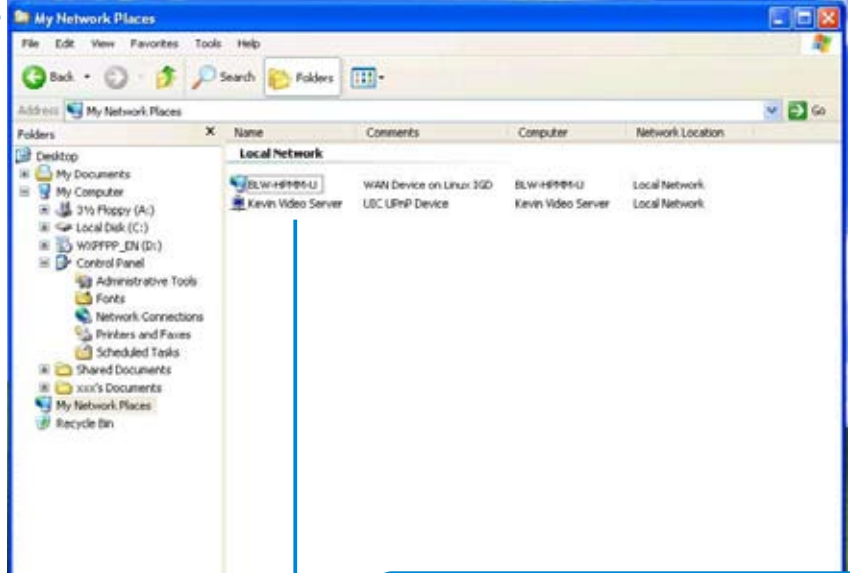 My Network Places
File Edit View Favorites Tools Help
Back Search Folders
Address My Network Places Go
Folders X Name Comments Computer Network Location
Desktop
My Documents
My Computer
3½ Floppy (A:)
Local Disk (C:)
WXPFPP_EN (D:)
Control Panel
Administrative Tools
Fonts
Network Connections
Printers and Faxes
Scheduled Tasks
Shared Documents
xxx's Documents
My Network Places
Recycle Bin
Local Network
BLW-HPMM-U WAN Device on Linux IGD BLW-HPMM-U Local Network
Kevin Video Server UPnP Device Kevin Video Server Local Network